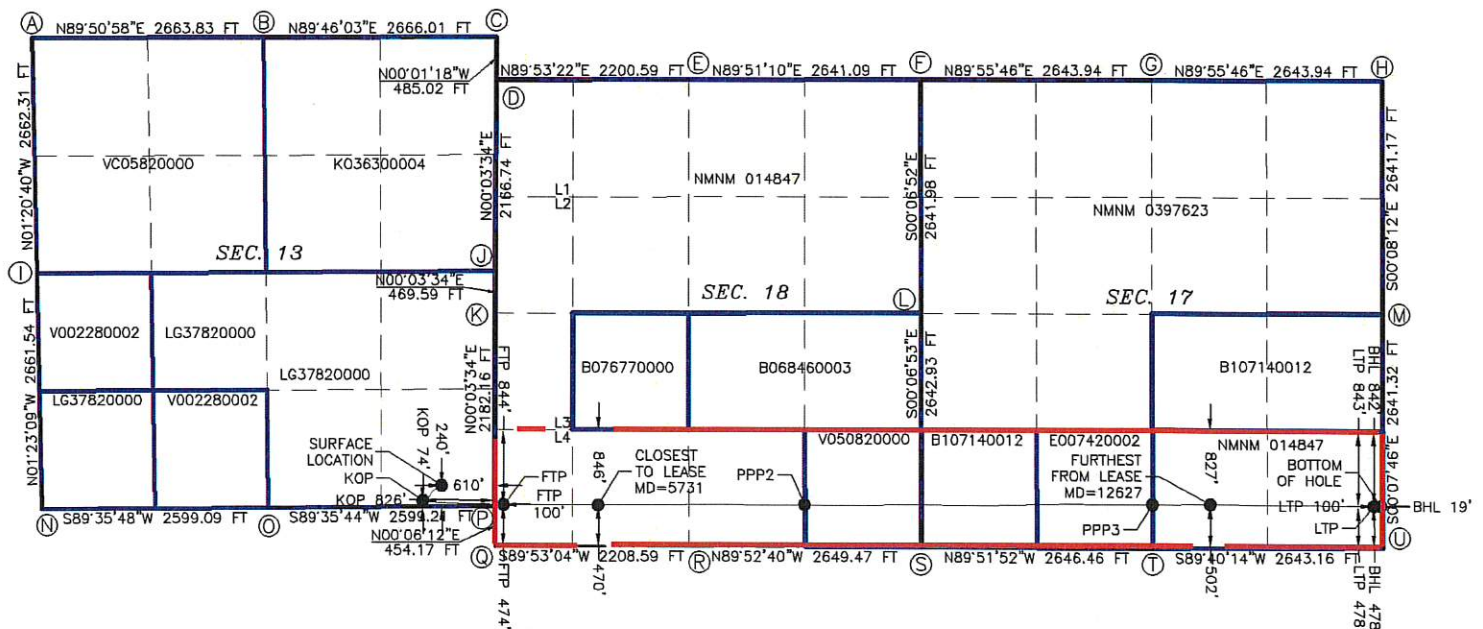 A
B
C
N89°50'58"E 2663.83 FT
N89°46'03"E 2666.01 FT
N00°01'18"W
485.02 FT
N89°53'22"E 2200.59 FT
E
N89°51'10"E 2641.09 FT
F
N89°55'46"E 2643.94 FT
G
N89°55'46"E 2643.94 FT
H
D
N01°20'40"W 2662.31 FT
VC05820000
K036300004
N00°03'34"E
2166.74 FT
L1
L2
NMNM 014847
S00°06'52"E
2641.98 FT
NMNM 0397623
S00°08'12"E 2641.17 FT
SEC. 13
I
J
N00°03'34"E
469.59 FT
SEC. 18
SEC. 17
K
L
M
N01°23'09"W 2661.54 FT
V002280002
LG37820000
LG37820000
LG37820000
V002280002
N00°03'34"E
2182.16 FT
FTP 844'
B076770000
B068460003
S00°06'53"E
2642.93 FT
B107140012
LTP 843'
BHL 842'
2641.32 FT
S00°07'46"E
L3
L4
SURFACE
LOCATION
KOP
KOP 826'
KOP 74'
240'
610'
FTP
FTP
100'
846'
CLOSEST
TO LEASE
MD=5731
PPP2
V050820000
B107140012
E007420002
FURTHEST
FROM LEASE
MD=12627
PPP3
827'
NMNM 014847
BOTTOM
OF HOLE
LTP 100'
LTP
BHL 19'
N
S89°35'48"W 2599.09 FT
O
S89°35'44"W 2599.21 FT
P
N00°06'12"E
454.17 FT
Q
S89°53'04"W 2208.59 FT
R
N89°52'40"W 2649.47 FT
S
N89°51'52"W 2646.46 FT
T
S89°40'14"W 2643.16 FT
U
FTP 474'
470'
502'
LTP 478
BHL 478